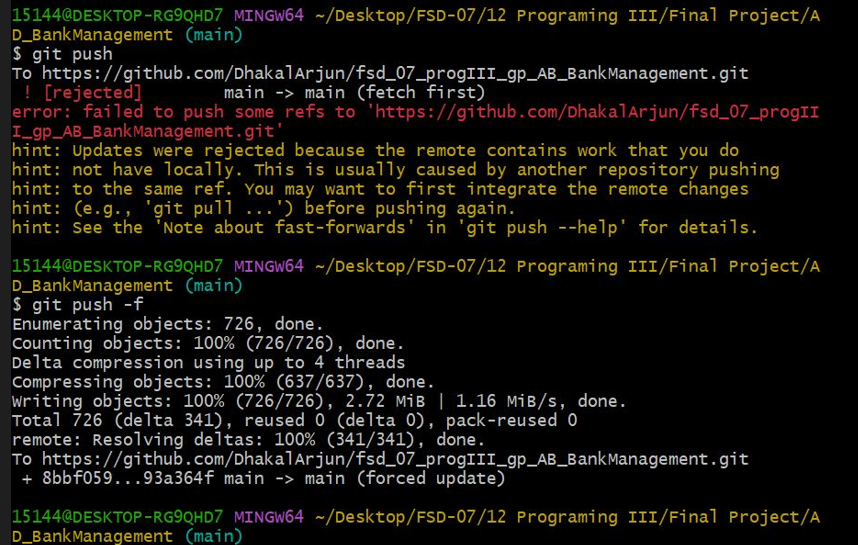 15144@DESKTOP-RG9QHD7 MINGW64 ~/Desktop/FSD-07/12 Programing III/Final Project/A
D_BankManagement (main)
$ git push
To https://github.com/DhakalArjun/fsd_07_progIII_gp_AB_BankManagement.git
 ! [rejected]        main -> main (fetch first)
error: failed to push some refs to 'https://github.com/DhakalArjun/fsd_07_progII
I_gp_AB_BankManagement.git'
hint: Updates were rejected because the remote contains work that you do
hint: not have locally. This is usually caused by another repository pushing
hint: to the same ref. You may want to first integrate the remote changes
hint: (e.g., 'git pull ...') before pushing again.
hint: See the 'Note about fast-forwards' in 'git push --help' for details.
15144@DESKTOP-RG9QHD7 MINGW64 ~/Desktop/FSD-07/12 Programing III/Final Project/A
D_BankManagement (main)
$ git push -f
Enumerating objects: 726, done.
Counting objects: 100% (726/726), done.
Delta compression using up to 4 threads
Compressing objects: 100% (637/637), done.
Writing objects: 100% (726/726), 2.72 MiB | 1.16 MiB/s, done.
Total 726 (delta 341), reused 0 (delta 0), pack-reused 0
remote: Resolving deltas: 100% (341/341), done.
To https://github.com/DhakalArjun/fsd_07_progIII_gp_AB_BankManagement.git
 + 8bbf059...93a364f main -> main (forced update)
15144@DESKTOP-RG9QHD7 MINGW64 ~/Desktop/FSD-07/12 Programing III/Final Project/A
D_BankManagement (main)